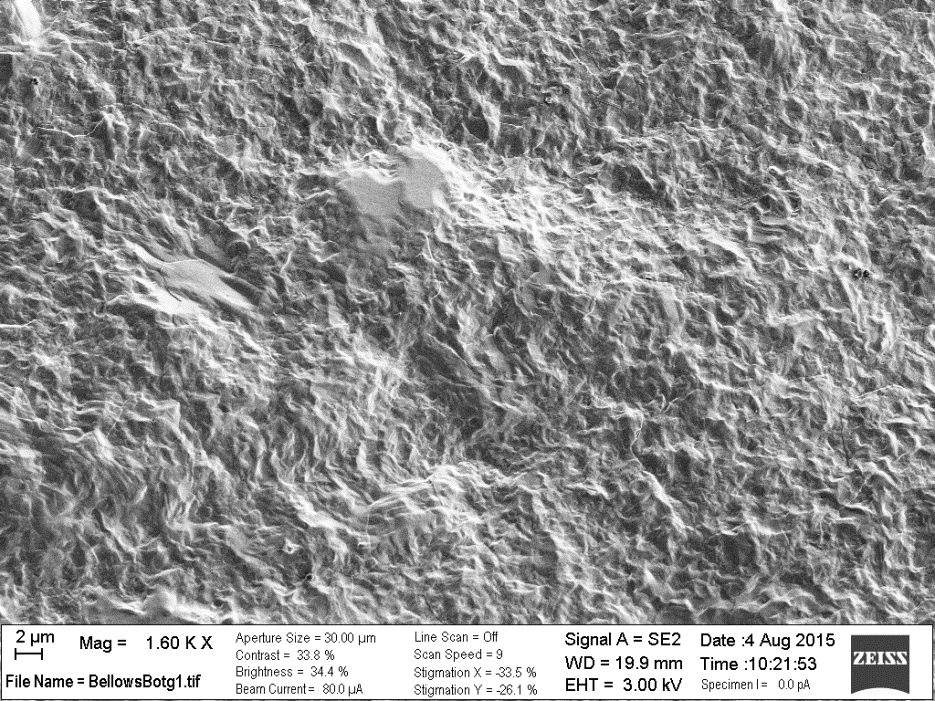 2 µm
Mag = 1.60 K X
File Name = BellowsBotg1.tif
Aperture Size = 30.00 µm
Contrast = 33.8 %
Brightness = 34.4 %
Beam Current = 80.0 µA
Line Scan = Off
Scan Speed = 9
Stigmation X = -33.5 %
Stigmation Y = -26.1 %
Signal A = SE2
WD = 19.9 mm
EHT = 3.00 kV
Date :4 Aug 2015
Time :10:21:53
Specimen I = 0.0 pA
ZEISS